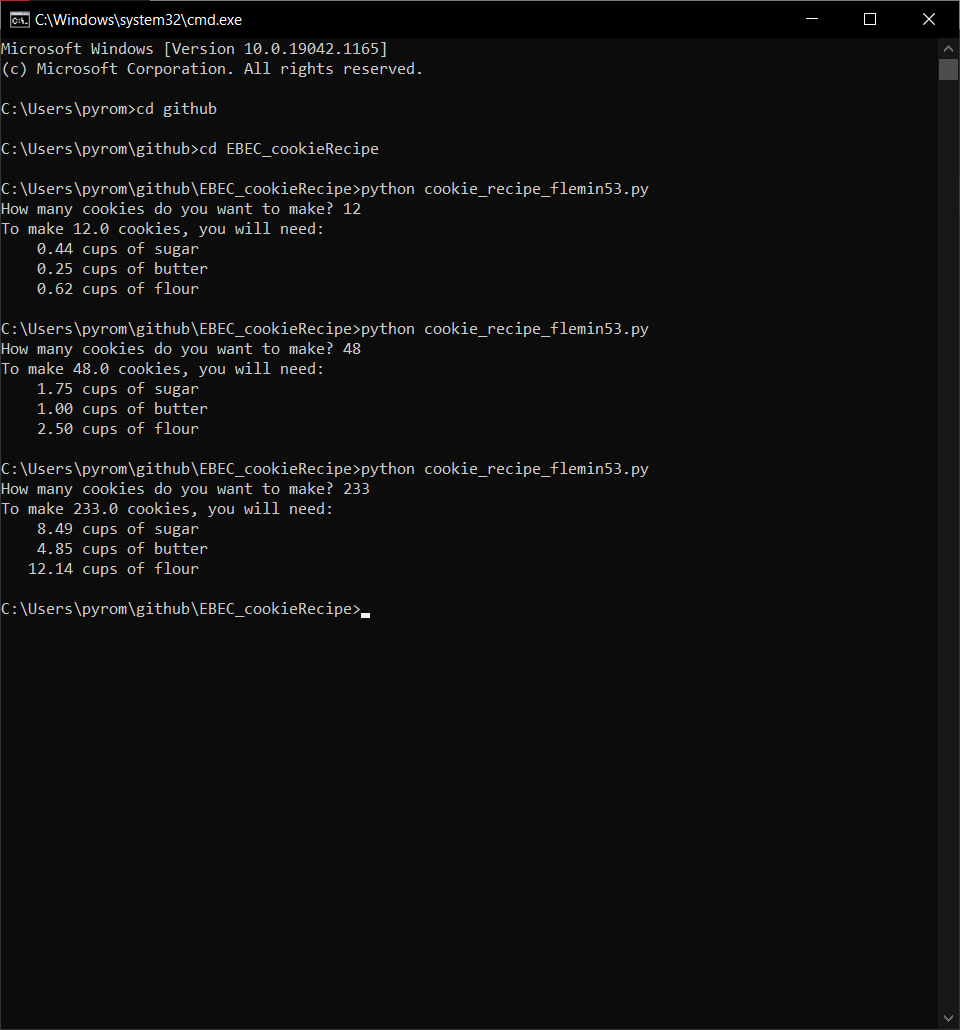 C:\Windows\system32\cmd.exe
Microsoft Windows [Version 10.0.19042.1165]
(c) Microsoft Corporation. All rights reserved.
C:\Users\pyrom>cd github
C:\Users\pyrom\github>cd EBEC_cookieRecipe
C:\Users\pyrom\github\EBEC_cookieRecipe>python cookie_recipe_flemin53.py
How many cookies do you want to make? 12
To make 12.0 cookies, you will need:
    0.44 cups of sugar
    0.25 cups of butter
    0.62 cups of flour
C:\Users\pyrom\github\EBEC_cookieRecipe>python cookie_recipe_flemin53.py
How many cookies do you want to make? 48
To make 48.0 cookies, you will need:
    1.75 cups of sugar
    1.00 cups of butter
    2.50 cups of flour
C:\Users\pyrom\github\EBEC_cookieRecipe>python cookie_recipe_flemin53.py
How many cookies do you want to make? 233
To make 233.0 cookies, you will need:
    8.49 cups of sugar
    4.85 cups of butter
   12.14 cups of flour
C:\Users\pyrom\github\EBEC_cookieRecipe>